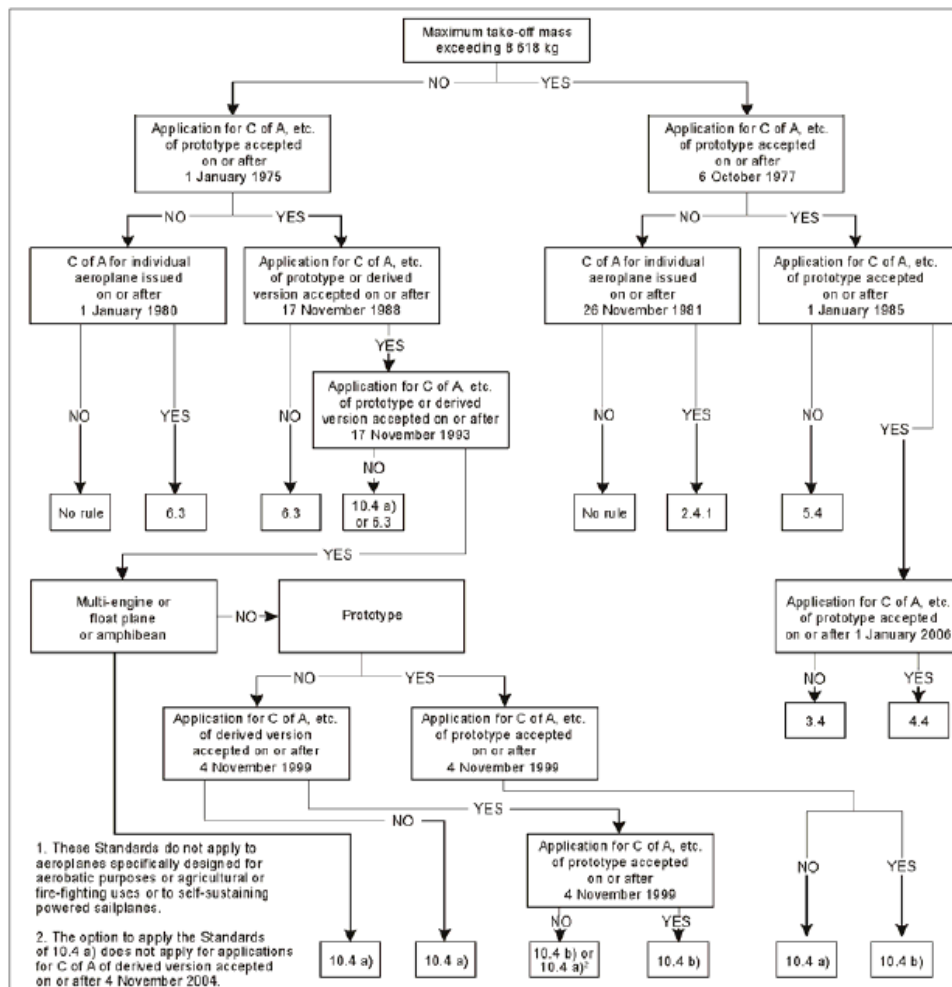 Maximum take-off mass
exceeding 8 618 kg
NO
YES
Application for C of A, etc.
of prototype accepted
on or after
1 January 1975
Application for C of A, etc.
of prototype accepted
on or after
6 October 1977
NO
YES
NO
YES
C of A for individual
aeroplane issued
on or after
1 January 1980
Application for C of A, etc.
of prototype or derived
version accepted on or after
17 November 1988
C of A for individual
aeroplane issued
on or after
26 November 1981
Application for C of A, etc.
of prototype accepted
on or after
1 January 1985
YES
Application for C of A, etc.
of prototype or derived
version accepted on or after
17 November 1993
NO
YES
NO
NO
YES
NO
YES
NO
No rule
6.3
6.3
10.4 a)
or 6.3
No rule
2.4.1
5.4
YES
Multi-engine or
float plane
or amphibean
NO
Prototype
Application for C of A, etc.
of prototype accepted
on or after 1 January 2006
NO
YES
NO
YES
3.4
4.4
Application for C of A, etc.
of derived version
accepted on or after
4 November 1999
Application for C of A, etc.
of prototype accepted
on or after
4 November 1999
YES
NO
Application for C of A, etc.
of prototype accepted
on or after
4 November 1999
NO
YES
NO
YES
1. These Standards do not apply to
aeroplanes specifically designed for
aerobatic purposes or agricultural or
fire-fighting uses or to self-sustaining
powered sailplanes.
2. The option to apply the Standards
of 10.4 a) does not apply for applications
for C of A of derived version accepted
on or after 4 November 2004.
10.4 a)
10.4 a)
10.4 b) or
10.4 a)²
10.4 b)
10.4 a)
10.4 b)